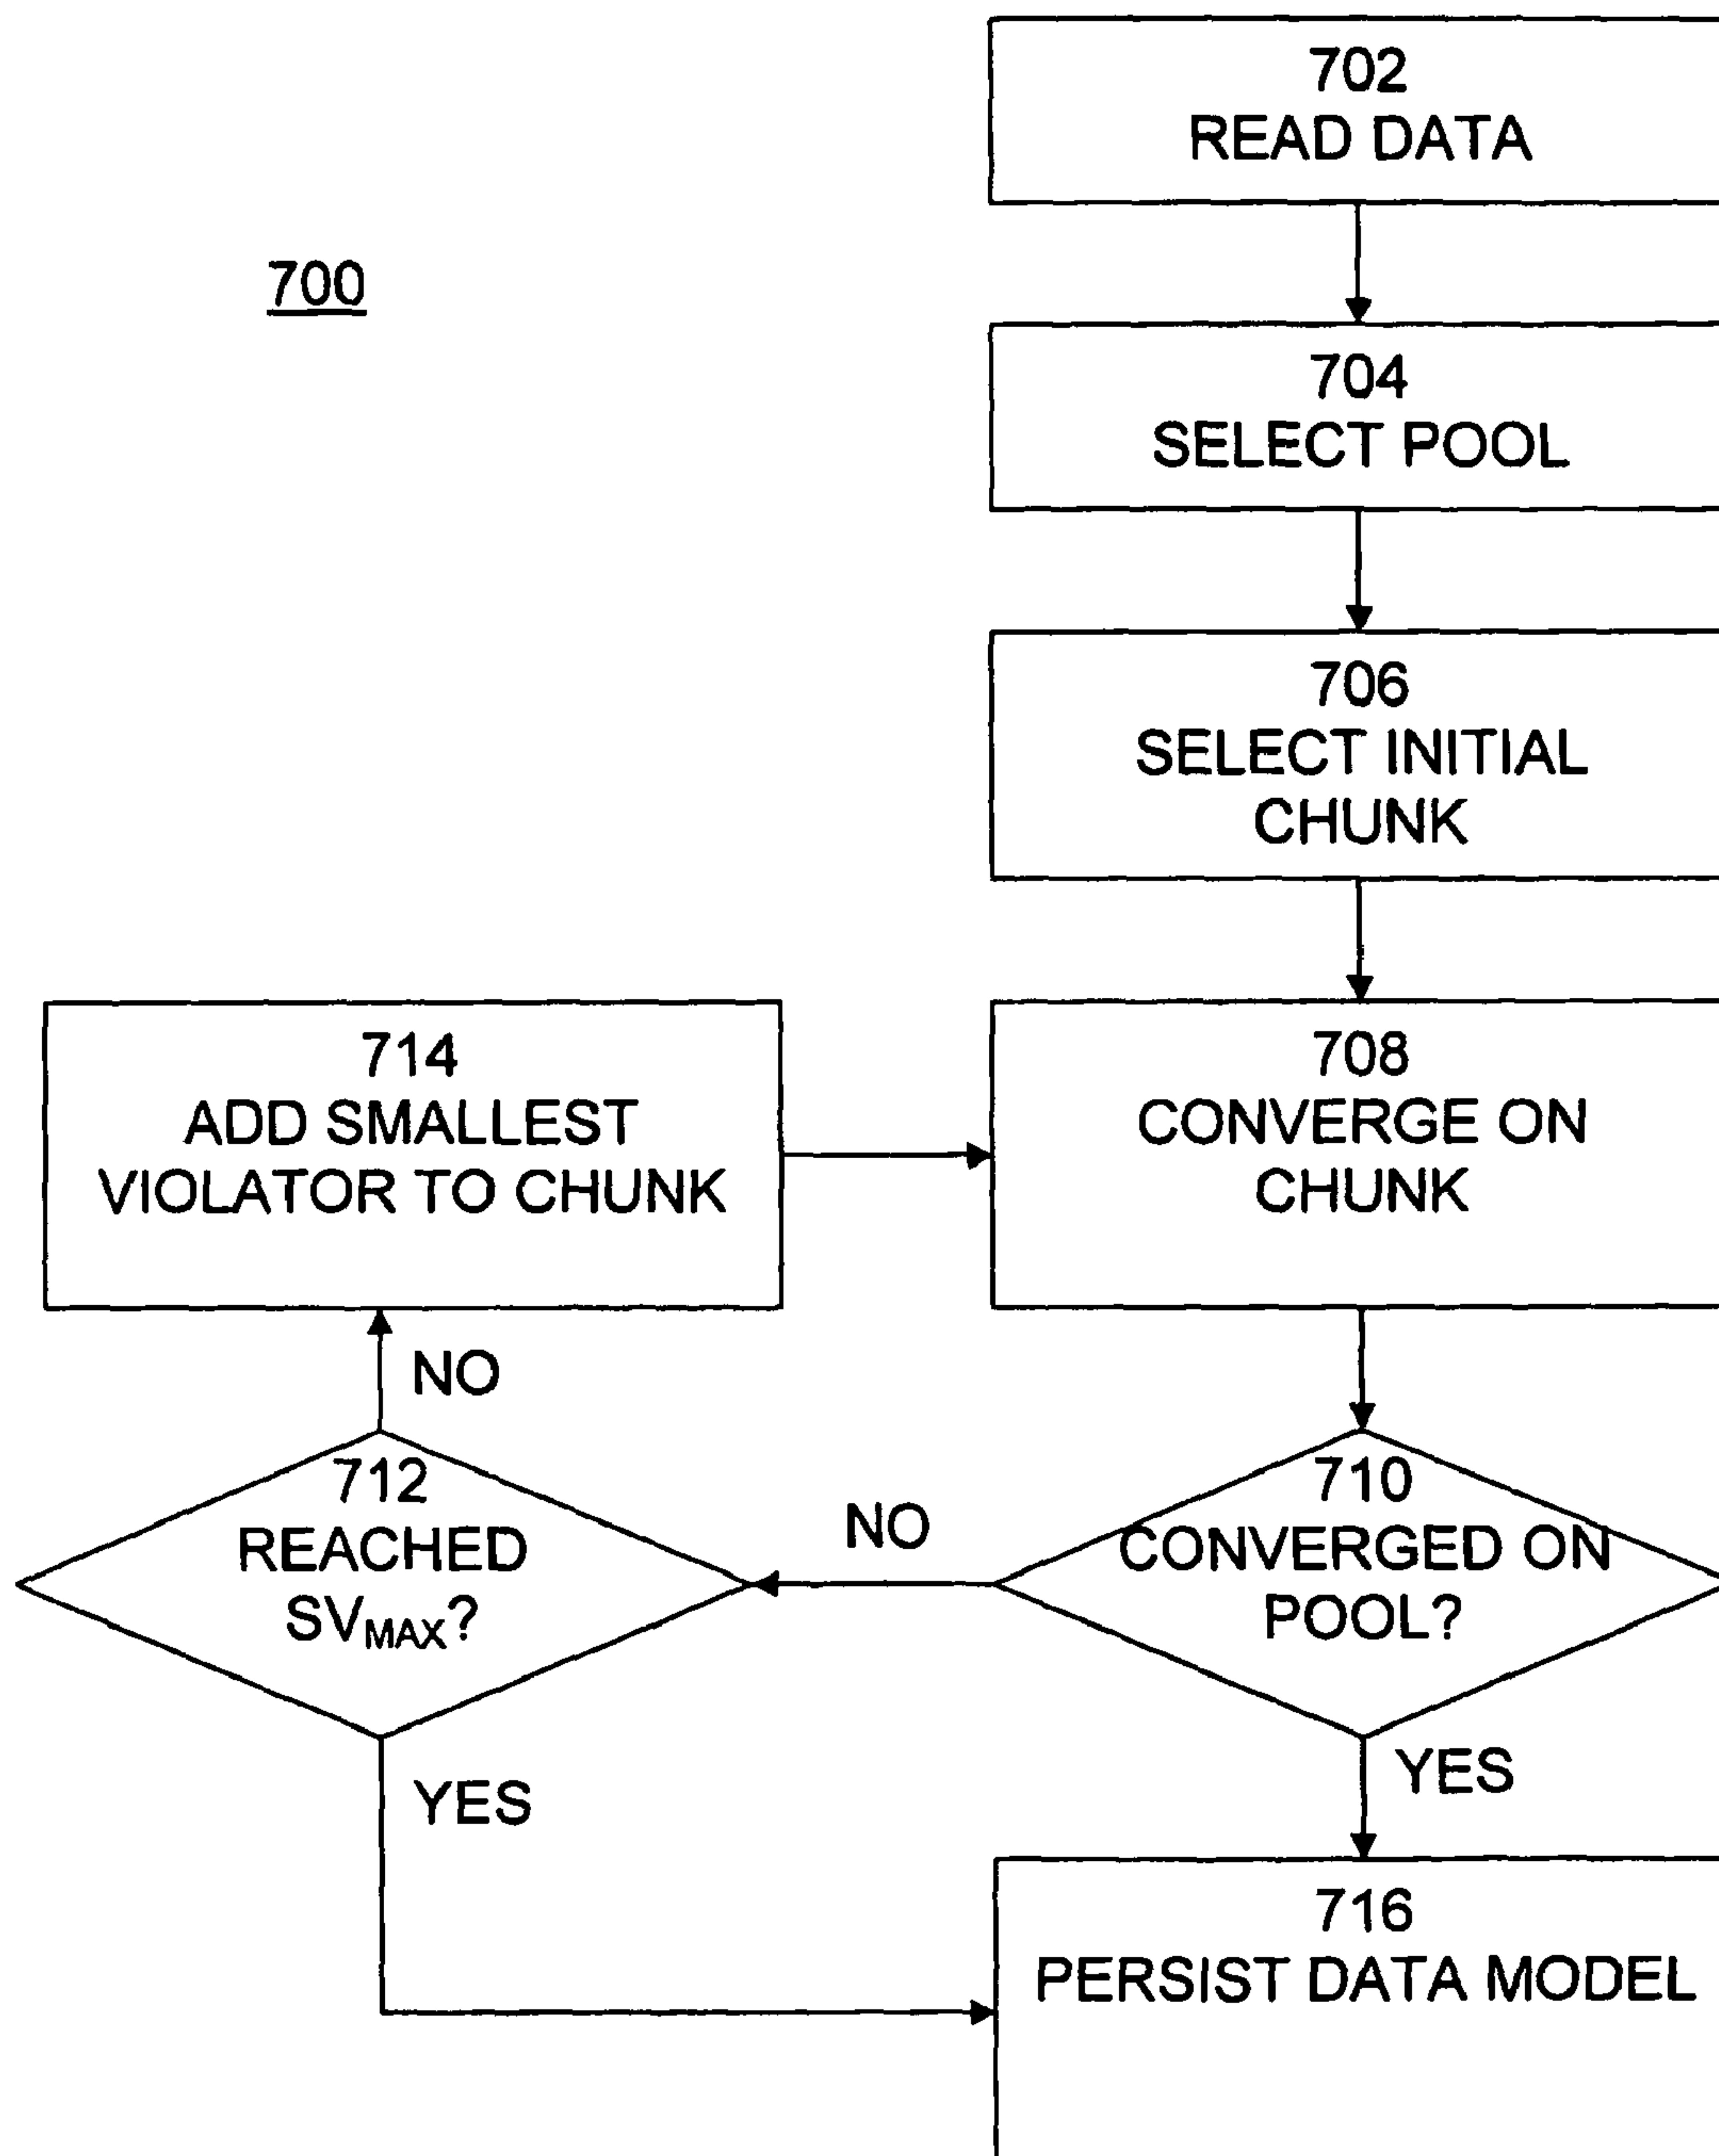 702
READ DATA
700
704
SELECT POOL
706
SELECT INITIAL
CHUNK
714
ADD SMALLEST
VIOLATOR TO CHUNK
708
CONVERGE ON
CHUNK
NO
712
REACHED
SVMAX?
NO
710
CONVERGED ON
POOL?
YES
YES
716
PERSIST DATA MODEL